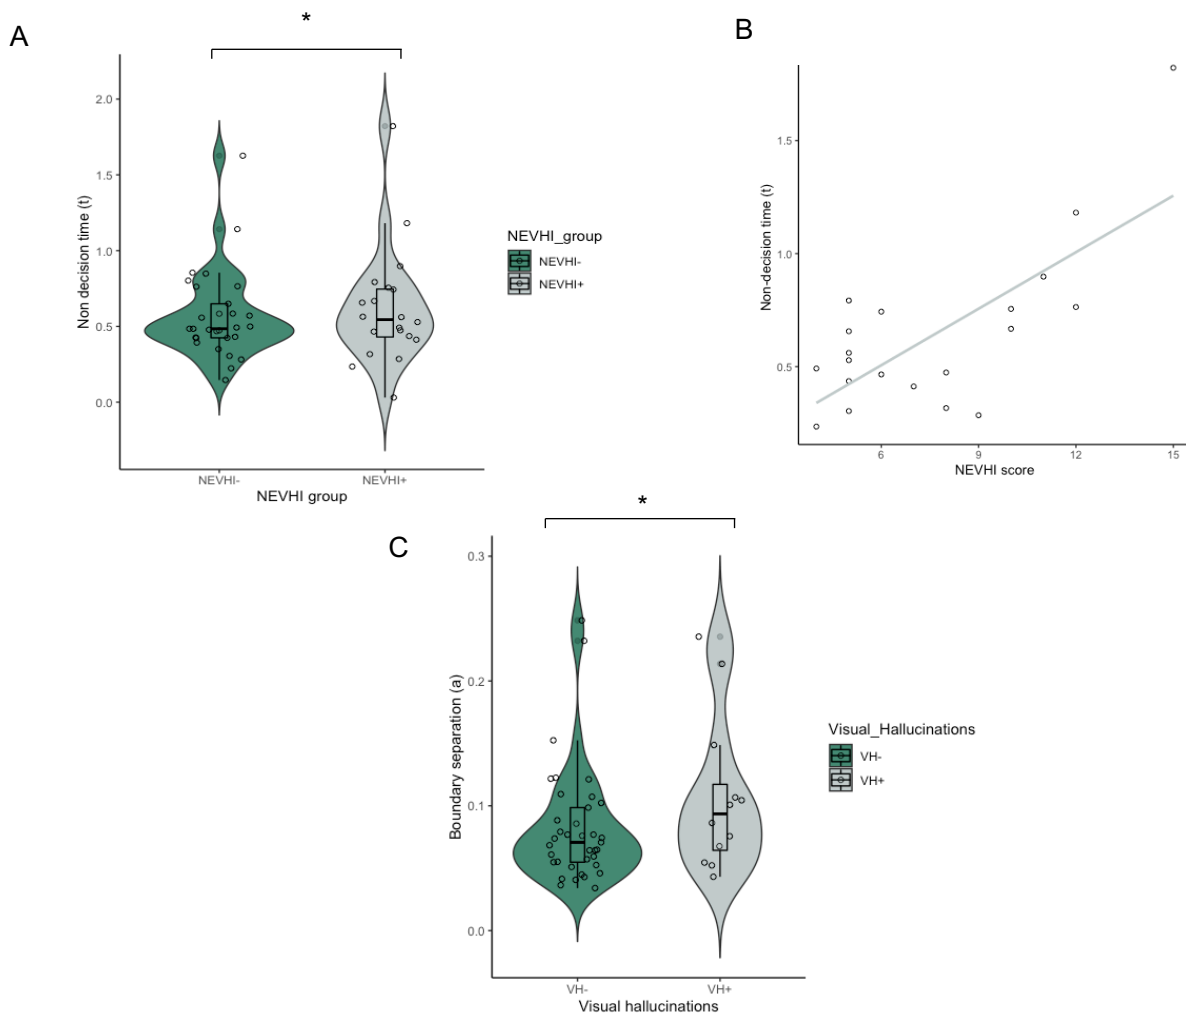 A
*
2.0
1.5
1.0
0.5
0.0
Non decision time (t)
NEVHI-
NEVHI+
NEVHI group
NEVHI_group
NEVHI-
NEVHI+
B
1.5
1.0
0.5
Non-decision time (t)
6
9
12
15
NEVHI score
C
*
0.3
0.2
0.1
0.0
Boundary separation (a)
VH-
VH+
Visual hallucinations
Visual_Hallucinations
VH-
VH+